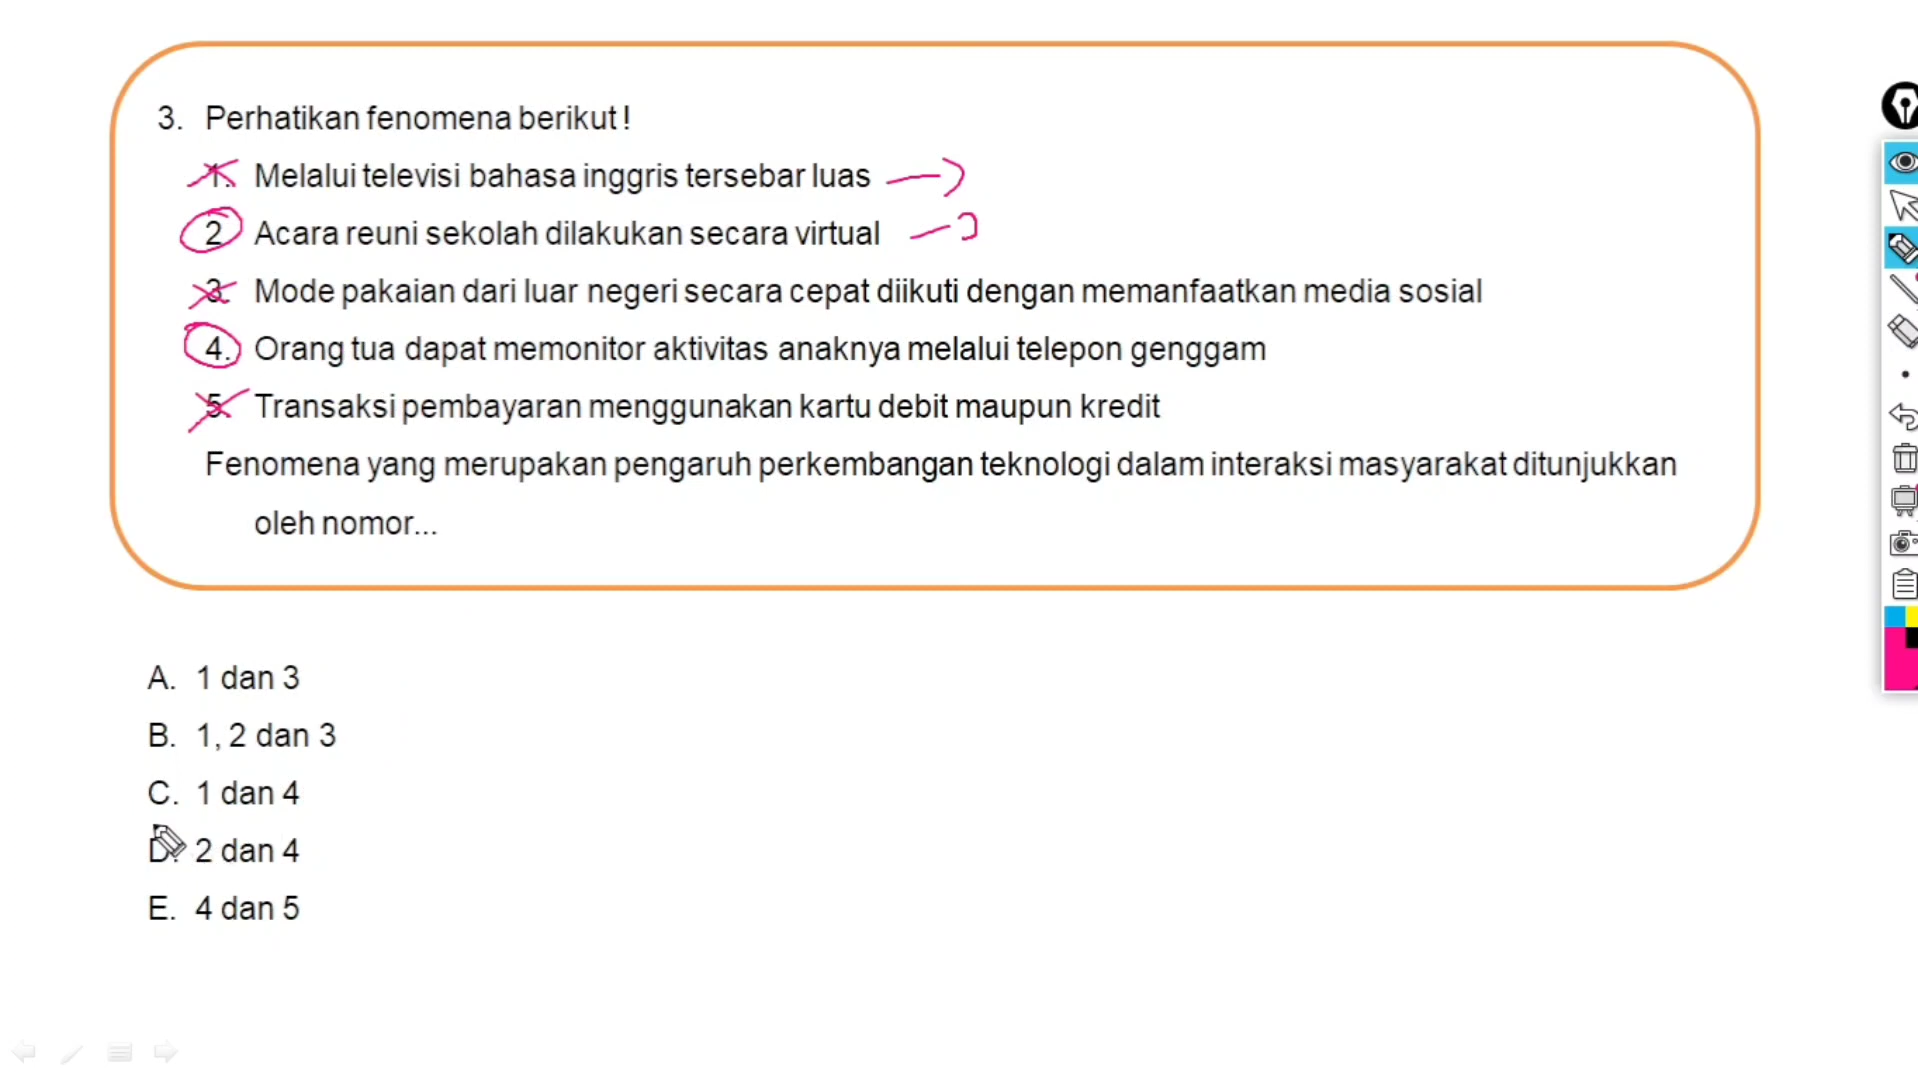 3. Perhatikan fenomena berikut !
1. Melalui televisi bahasa inggris tersebar luas
2 Acara reuni sekolah dilakukan secara virtual
3. Mode pakaian dari luar negeri secara cepat diikuti dengan memanfaatkan media sosial
4. Orang tua dapat memonitor aktivitas anaknya melalui telepon genggam
5. Transaksi pembayaran menggunakan kartu debit maupun kredit
Fenomena yang merupakan pengaruh perkembangan teknologi dalam interaksi masyarakat ditunjukkan
oleh nomor...
A. 1 dan 3
B. 1, 2 dan 3
C. 1 dan 4
D. 2 dan 4
E. 4 dan 5